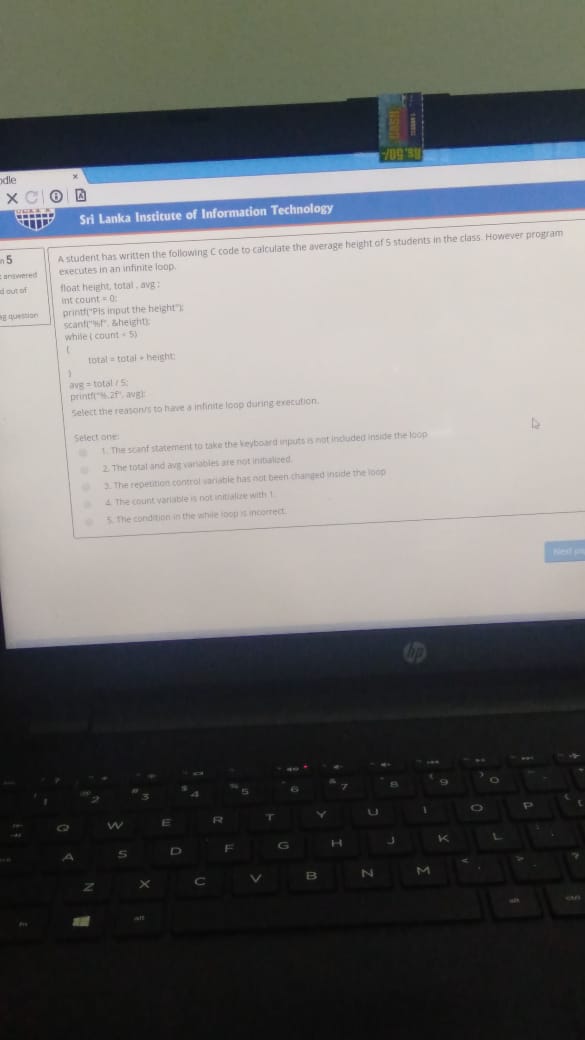 Rs.50/-
odle ×
Sri Lanka Institute of Information Technology
n 5
answered
d out of
ag question
A student has written the following C code to calculate the average height of 5 students in the class. However program
executes in an infinite loop.
float height, total , avg ;
int count = 0;
printf("Pls input the height");
scanf("%f", &height);
while ( count < 5)
{
total = total + height;
}
avg = total / 5;
printf("%.2f", avg);
Select the reason/s to have a infinite loop during execution.
Select one:
1. The scanf statement to take the keyboard inputs is not included inside the loop
2. The total and avg variables are not initialized.
3. The repetition control variable has not been changed inside the loop
4. The count variable is not initialize with 1.
5. The condition in the while loop is incorrect.
Next pa
hp
1 2 3 4 5 6 7 8 9 0
Q W E R T Y U I O P
A S D F G H J K L
Z X C V B N M
fn alt alt ctrl